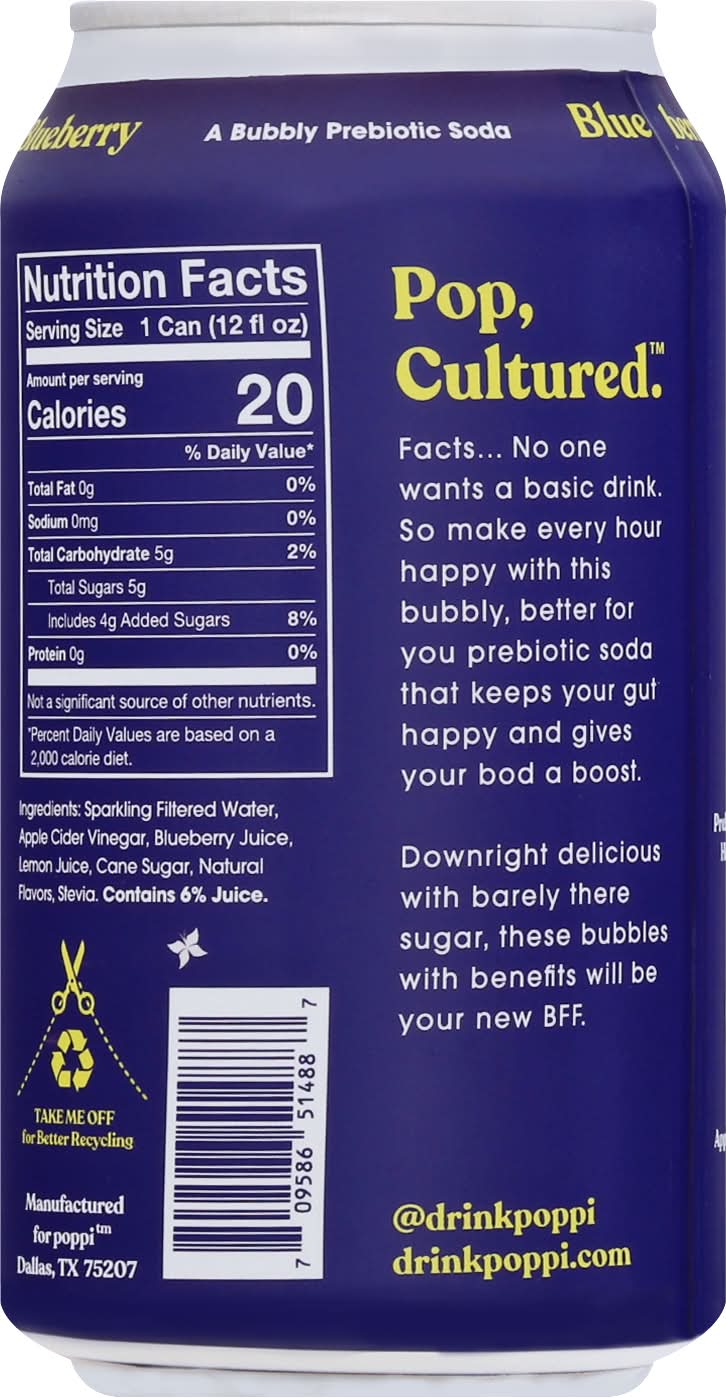 Blueberry
A Bubbly Prebiotic Soda
Blue
Nutrition Facts
Serving Size 1 Can (12 fl oz)
Amount per serving
Calories 20
% Daily Value*
Total Fat 0g 0%
Sodium 0mg 0%
Total Carbohydrate 5g 2%
Total Sugars 5g
Includes 4g Added Sugars 8%
Protein 0g 0%
Not a significant source of other nutrients.
*Percent Daily Values are based on a
2,000 calorie diet.
Ingredients: Sparkling Filtered Water,
Apple Cider Vinegar, Blueberry Juice,
Lemon Juice, Cane Sugar, Natural
Flavors, Stevia. Contains 6% Juice.
TAKE ME OFF
for Better Recycling
Manufactured
for poppi™
Dallas, TX 75207
7 09586 51488 7
Pop,
Cultured.™
Facts... No one
wants a basic drink.
So make every hour
happy with this
bubbly, better for
you prebiotic soda
that keeps your gut
happy and gives
your bod a boost.
Downright delicious
with barely there
sugar, these bubbles
with benefits will be
your new BFF.
@drinkpoppi
drinkpoppi.com